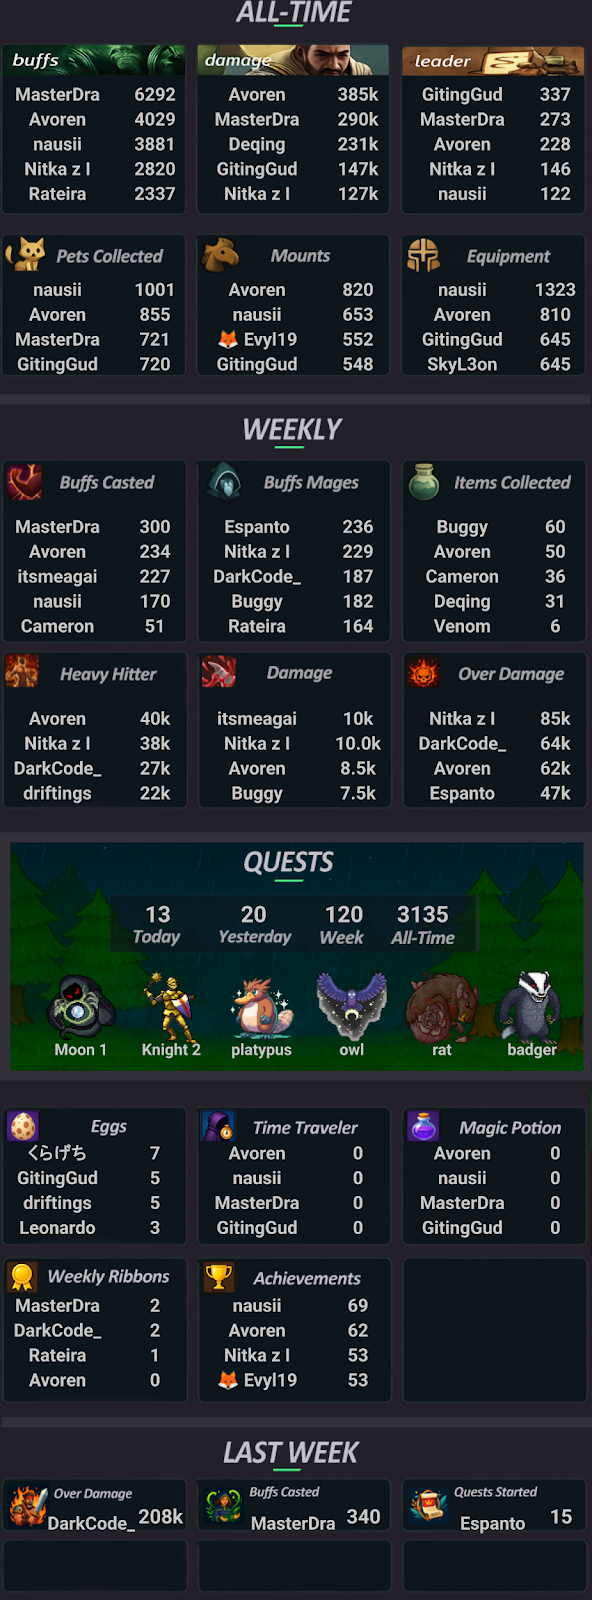 ALL-TIME
buffs
MasterDra 6292
Avoren 4029
nausii 3881
Nitka z I 2820
Rateira 2337
damage
Avoren 385k
MasterDra 290k
Deqing 231k
GitingGud 147k
Nitka z I 127k
leader
GitingGud 337
MasterDra 273
Avoren 228
Nitka z I 146
nausii 122
Pets Collected
nausii 1001
Avoren 855
MasterDra 721
GitingGud 720
Mounts
Avoren 820
nausii 653
🦊 Evyl19 552
GitingGud 548
Equipment
nausii 1323
Avoren 810
GitingGud 645
SkyL3on 645
WEEKLY
Buffs Casted
MasterDra 300
Avoren 234
itsmeagai 227
nausii 170
Cameron 51
Buffs Mages
Espanto 236
Nitka z I 229
DarkCode_ 187
Buggy 182
Rateira 164
Items Collected
Buggy 60
Avoren 50
Cameron 36
Deqing 31
Venom 6
Heavy Hitter
Avoren 40k
Nitka z I 38k
DarkCode_ 27k
driftings 22k
Damage
itsmeagai 10k
Nitka z I 10.0k
Avoren 8.5k
Buggy 7.5k
Over Damage
Nitka z I 85k
DarkCode_ 64k
Avoren 62k
Espanto 47k
QUESTS
13 20 120 3135
Today Yesterday Week All-Time
Moon 1 Knight 2 platypus owl rat badger
Eggs
くらげち 7
GitingGud 5
driftings 5
Leonardo 3
Time Traveler
Avoren 0
nausii 0
MasterDra 0
GitingGud 0
Magic Potion
Avoren 0
nausii 0
MasterDra 0
GitingGud 0
Weekly Ribbons
MasterDra 2
DarkCode_ 2
Rateira 1
Avoren 0
Achievements
nausii 69
Avoren 62
Nitka z I 53
🦊 Evyl19 53
LAST WEEK
Over Damage
DarkCode_ 208k
Buffs Casted
MasterDra 340
Quests Started
Espanto 15